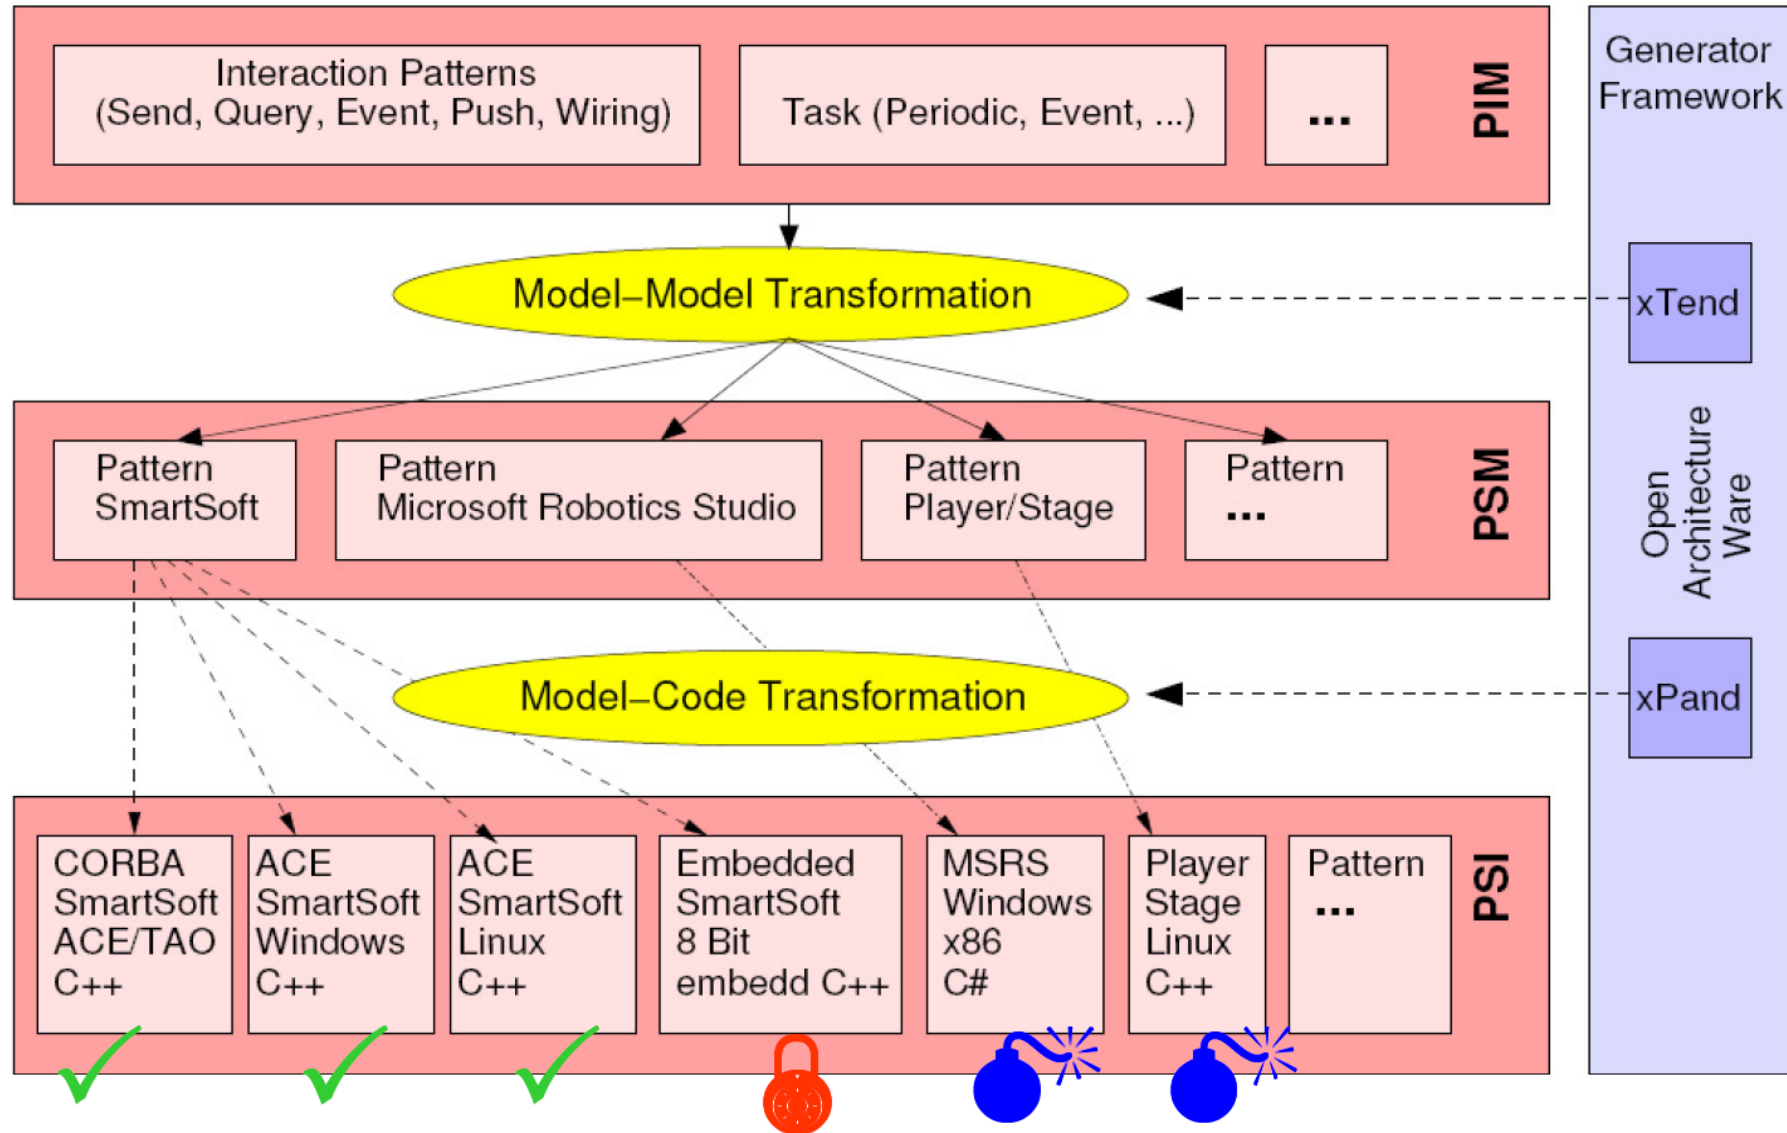 Interaction Patterns
(Send, Query, Event, Push, Wiring)
Task (Periodic, Event, ...)
...
PIM
Generator
Framework
Model–Model Transformation
xTend
Pattern
SmartSoft
Pattern
Microsoft Robotics Studio
Pattern
Player/Stage
Pattern
...
PSM
Open
Architecture
Ware
Model–Code Transformation
xPand
CORBA
SmartSoft
ACE/TAO
C++
ACE
SmartSoft
Windows
C++
ACE
SmartSoft
Linux
C++
Embedded
SmartSoft
8 Bit
embedd C++
MSRS
Windows
x86
C#
Player
Stage
Linux
C++
Pattern
...
PSI